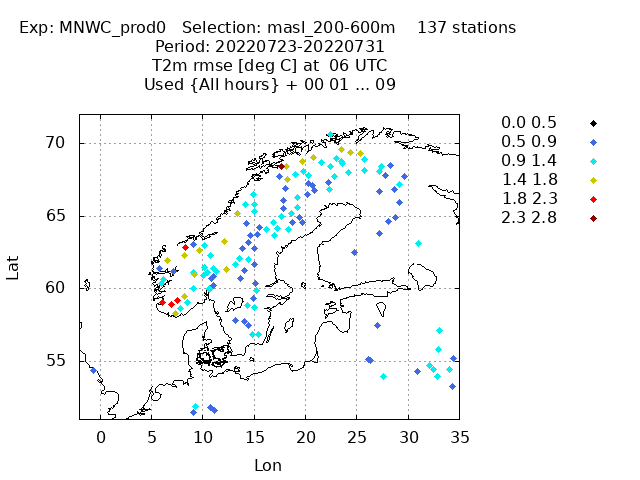 Exp: MNWC_prod0 Selection: masl_200-600m 137 stations
Period: 20220723-20220731
T2m rmse [deg C] at 06 UTC
Used {All hours} + 00 01 ... 09
0.0 0.5
0.5 0.9
0.9 1.4
1.4 1.8
1.8 2.3
2.3 2.8
70
65
60
55
Lat
0 5 10 15 20 25 30 35
Lon